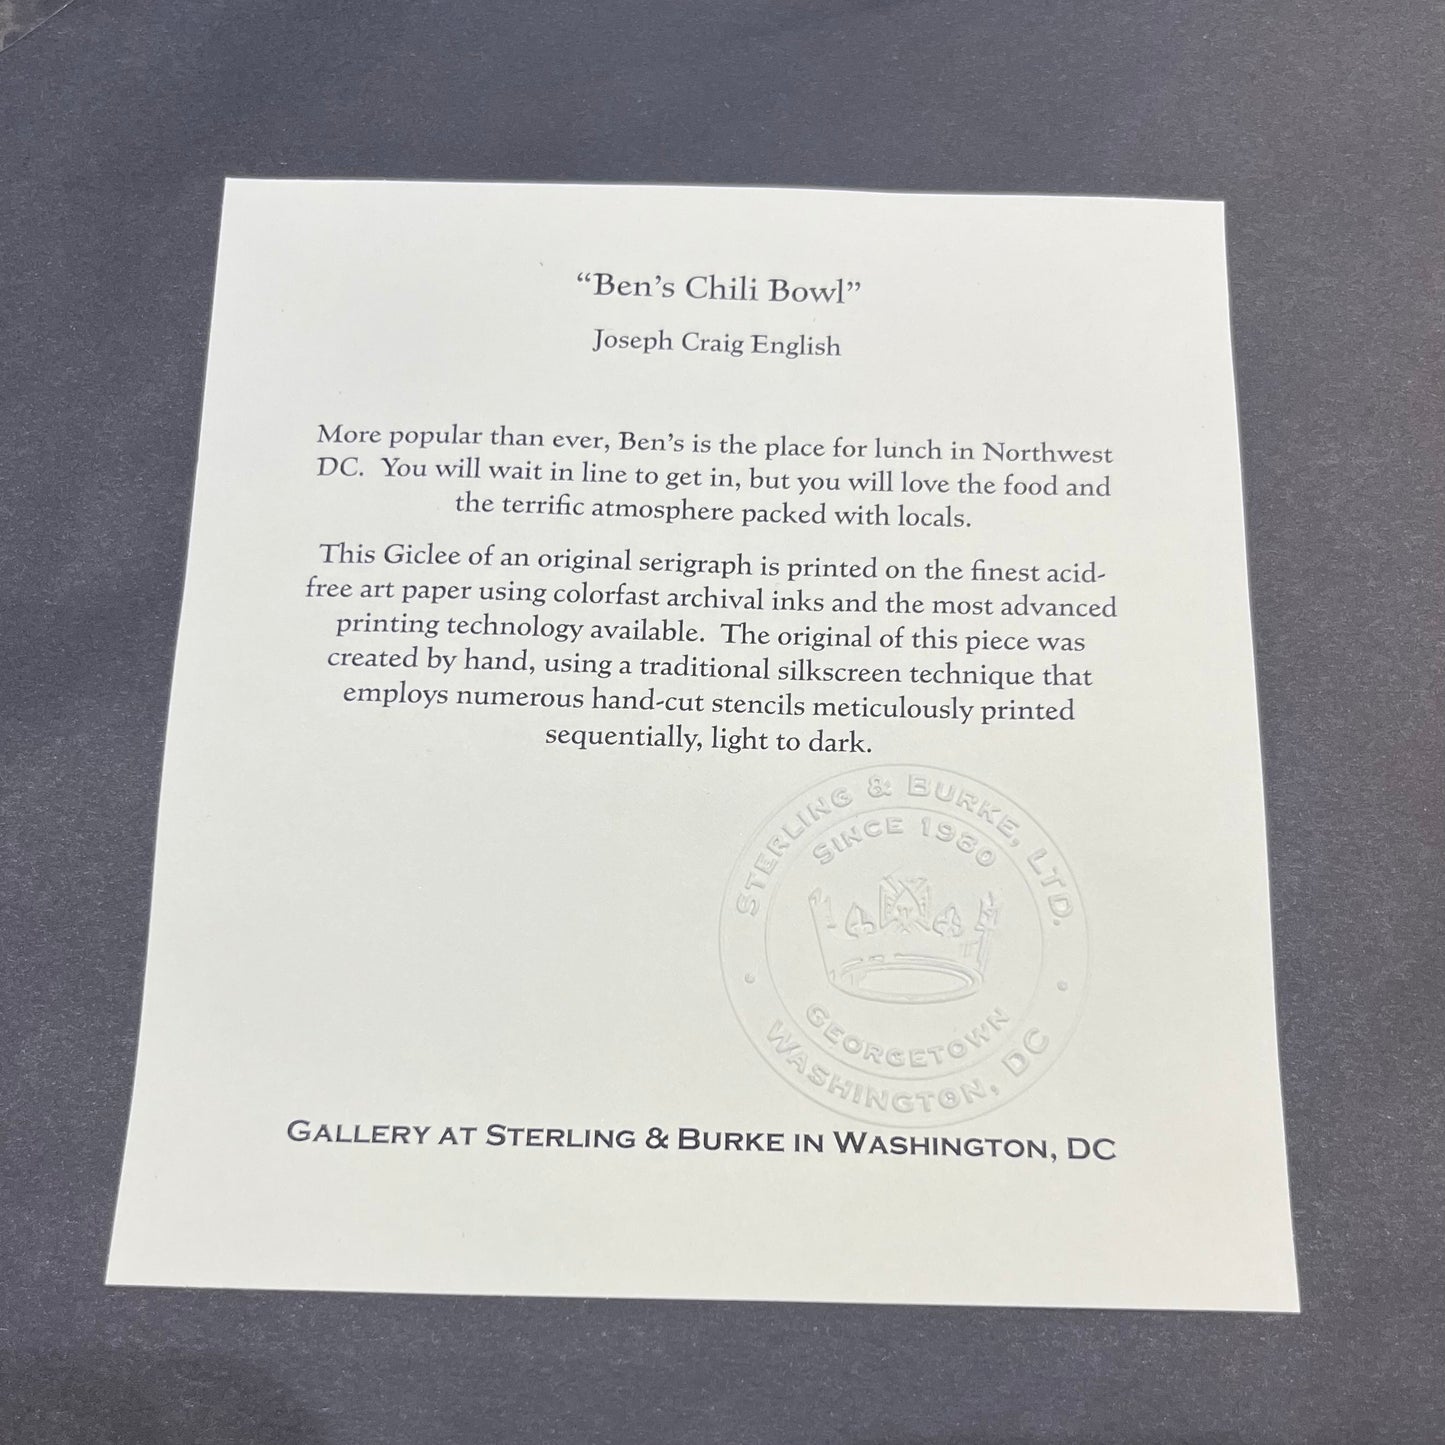 “Ben’s Chili Bowl”
Joseph Craig English
More popular than ever, Ben’s is the place for lunch in Northwest
DC.  You will wait in line to get in, but you will love the food and
the terrific atmosphere packed with locals.
This Giclee of an original serigraph is printed on the finest acid-
free art paper using colorfast archival inks and the most advanced
printing technology available.  The original of this piece was
created by hand, using a traditional silkscreen technique that
employs numerous hand-cut stencils meticulously printed
sequentially, light to dark.
STERLING & BURKE, LTD.
SINCE 1980
GEORGETOWN
WASHINGTON, DC
GALLERY AT STERLING & BURKE IN WASHINGTON, DC